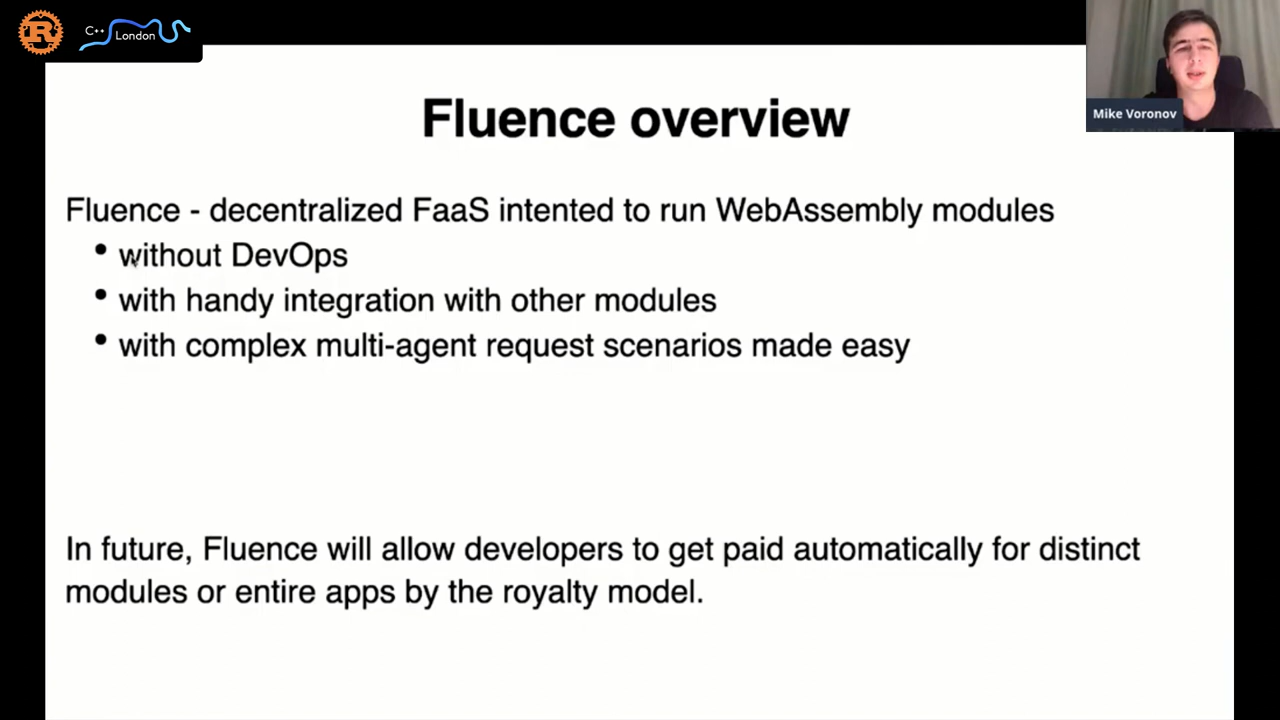 C++
London
Mike Voronov
Fluence overview
Fluence - decentralized FaaS intented to run WebAssembly modules
• without DevOps
• with handy integration with other modules
• with complex multi-agent request scenarios made easy
In future, Fluence will allow developers to get paid automatically for distinct
modules or entire apps by the royalty model.